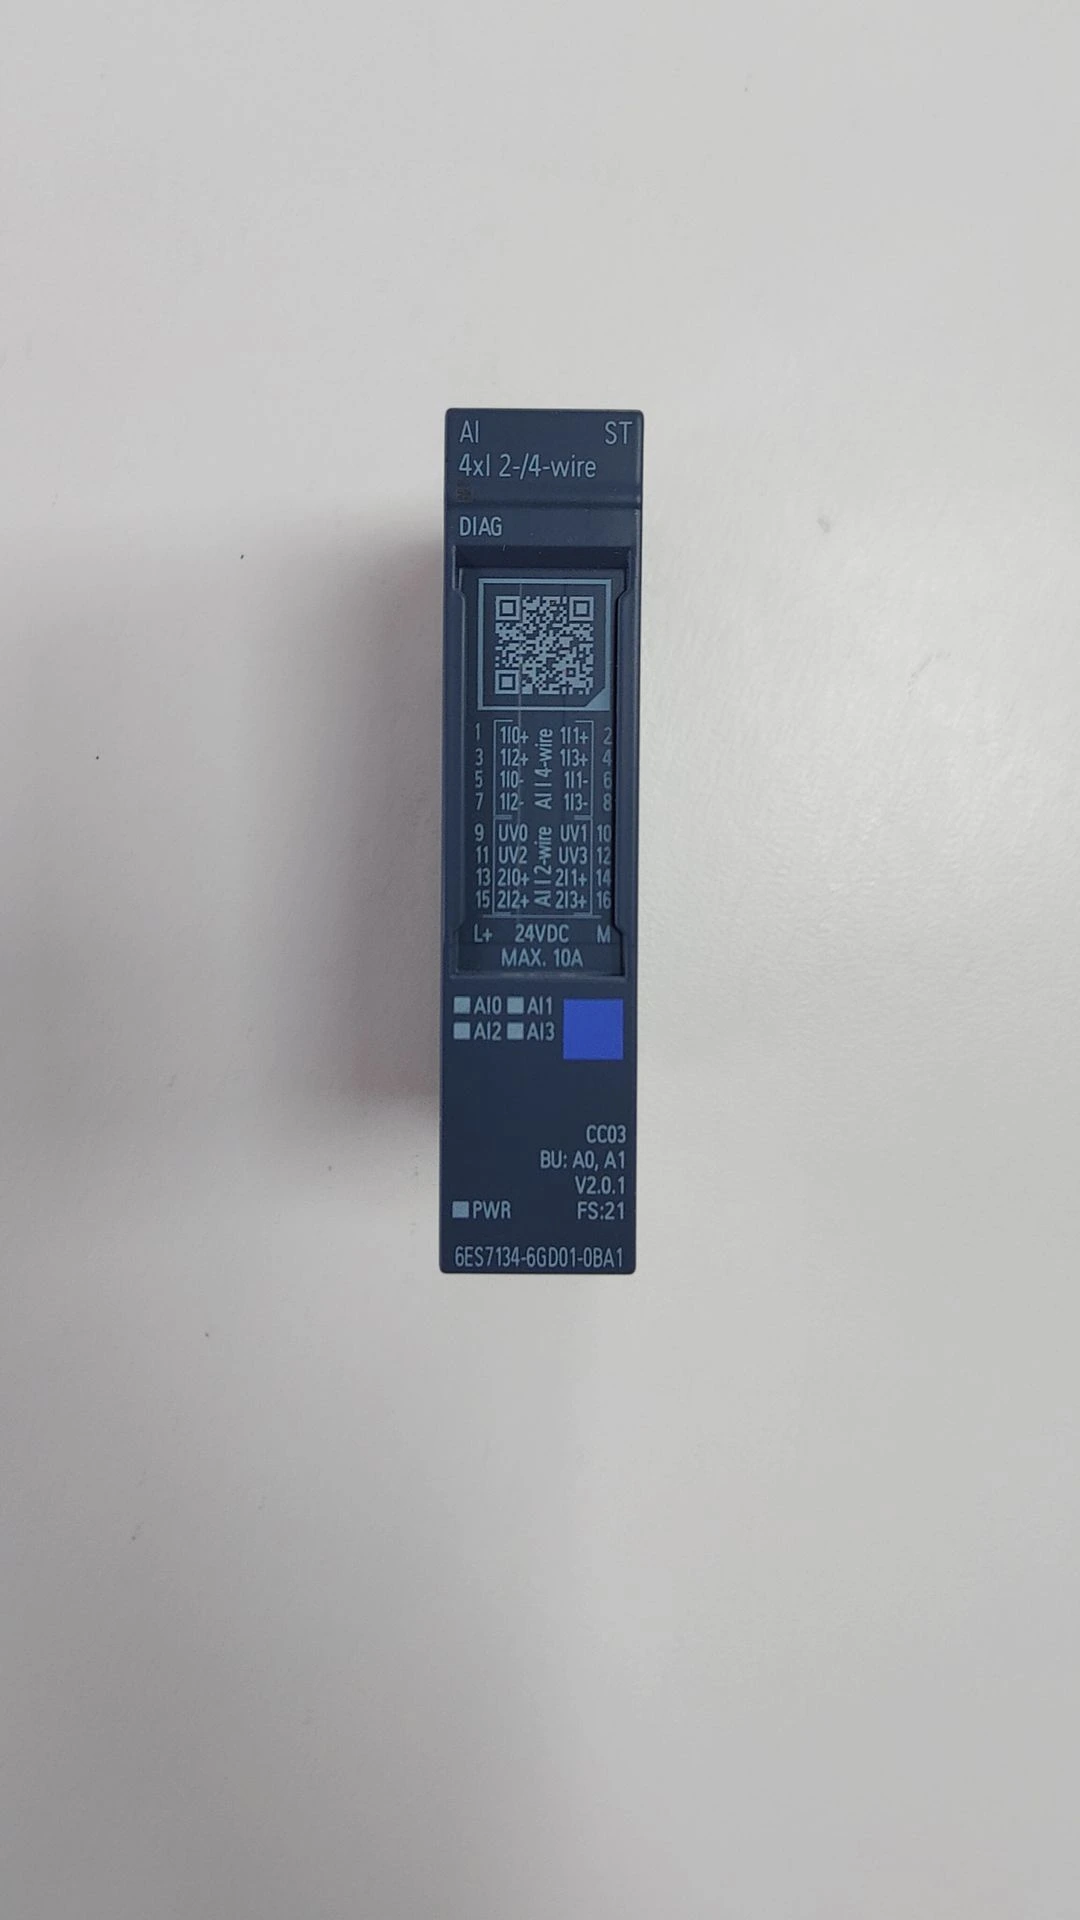 AI ST
4xI 2-/4-wire
DIAG
1 1I0+ 1I1+ 2
3 1I2+ 1I3+ 4
5 1I0- 1I1- 6
7 1I2- 1I3- 8
AI I 4-wire
9 UV0 UV1 10
11 UV2 UV3 12
13 2I0+ 2I1+ 14
15 2I2+ 2I3+ 16
AI I 2-wire
L+ 24VDC M
MAX. 10A
AI0 AI1
AI2 AI3
CC03
BU: A0, A1
V2.0.1
PWR FS:21
6ES7134-6GD01-0BA1